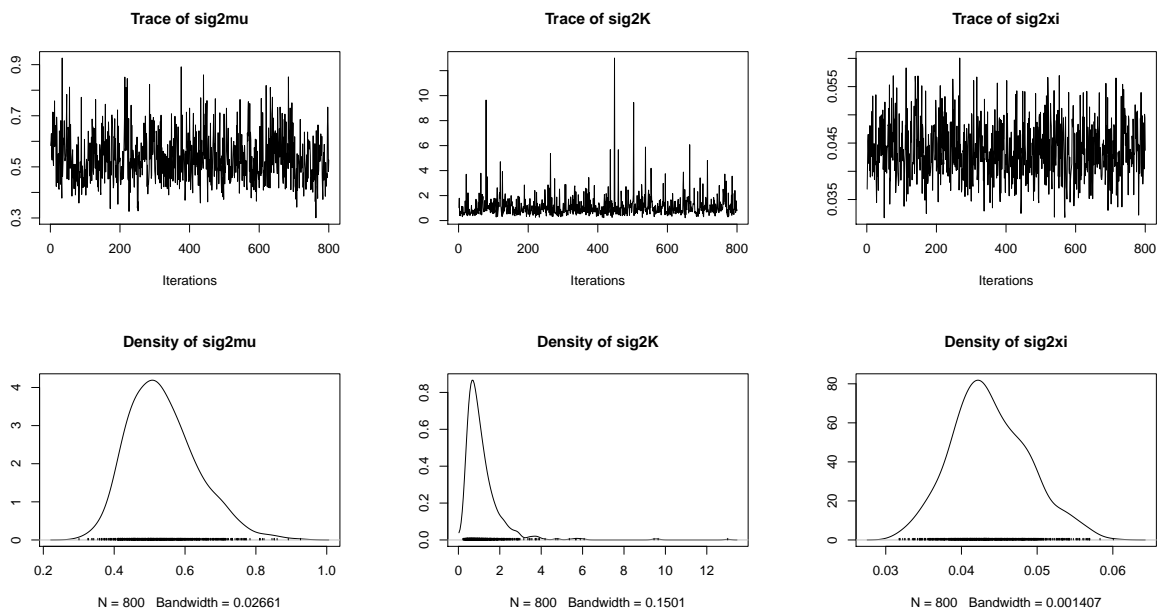 Trace of sig2mu
0.3 0.5 0.7 0.9
0 200 400 600 800
Iterations
Trace of sig2K
0 2 4 6 8 10
0 200 400 600 800
Iterations
Trace of sig2xi
0.035 0.045 0.055
0 200 400 600 800
Iterations
Density of sig2mu
0 1 2 3 4
0.2 0.4 0.6 0.8 1.0
N = 800 Bandwidth = 0.02661
Density of sig2K
0.0 0.2 0.4 0.6 0.8
0 2 4 6 8 10 12
N = 800 Bandwidth = 0.1501
Density of sig2xi
0 20 40 60 80
0.03 0.04 0.05 0.06
N = 800 Bandwidth = 0.001407